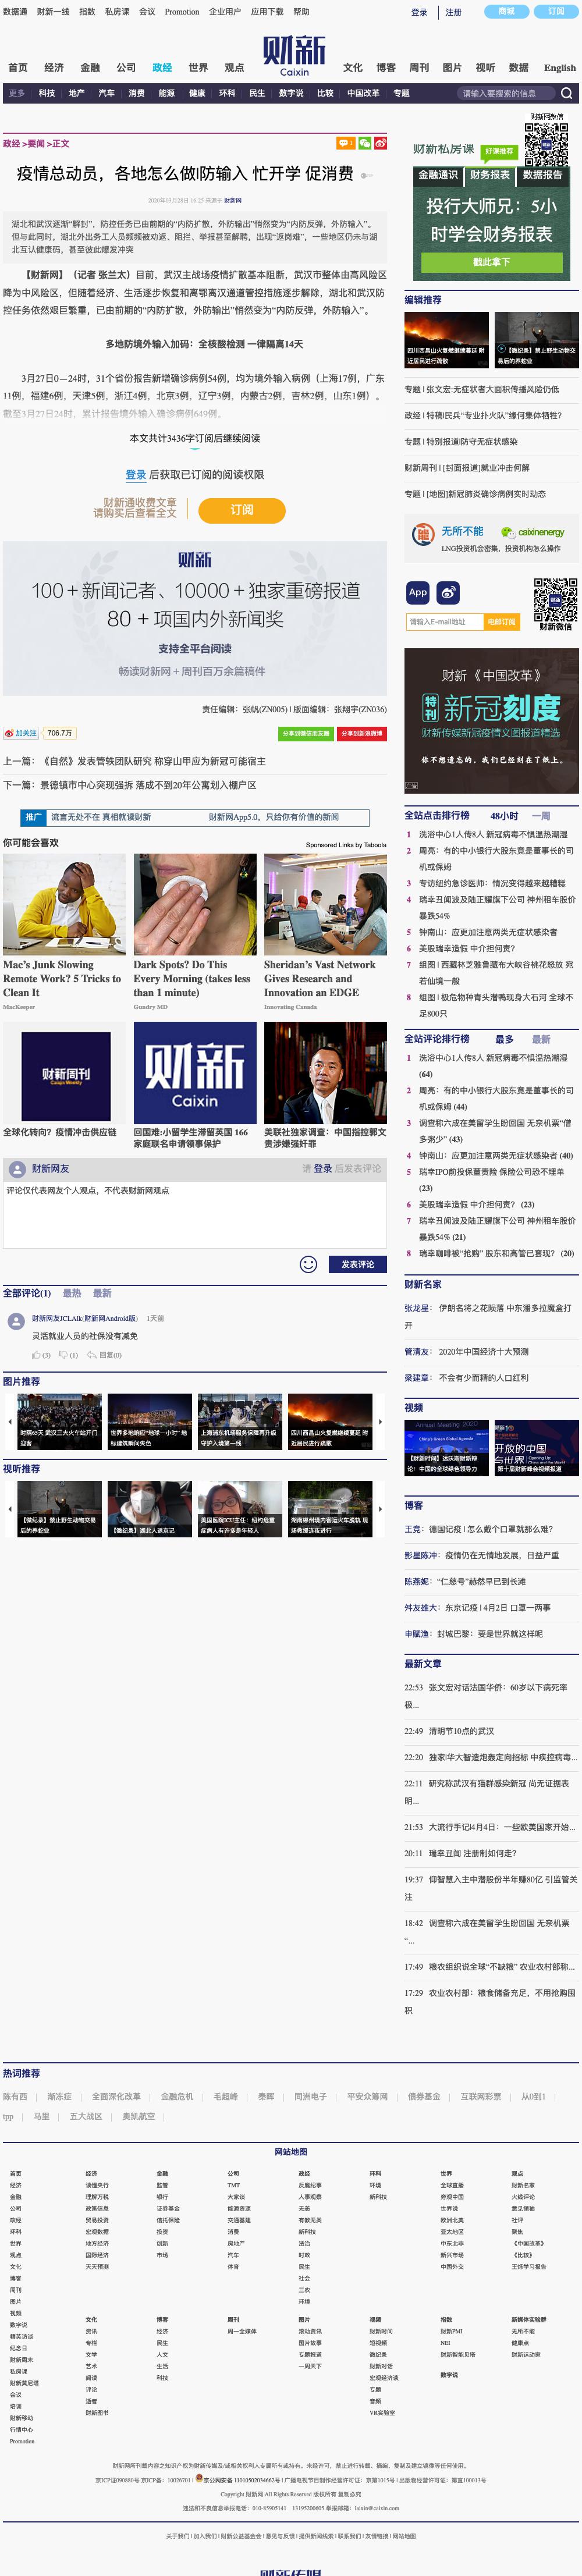 数据通 财新一线 指数 私房课 会议 Promotion 企业用户 应用下载 帮助 登录 注册 商城 订阅
财新 Caixin
首页 经济 金融 公司 政经 世界 观点 文化 博客 周刊 图片 视听 数据 English
更多 科技 地产 汽车 消费 能源 健康 环科 民生 数字说 比较 中国改革 专题 请输入要搜索的信息
财新网微信
政经 >要闻 >正文
疫情总动员，各地怎么做|防输入 忙开学 促消费
2020年03月28日 16:25 来源于 财新网
湖北和武汉逐渐“解封”，防控任务已由前期的“内防扩散，外防输出”悄然变为“内防反弹，外防输入”。
但与此同时，湖北外出务工人员频频被劝返、阻拦、举报甚至解聘，出现“返岗难”，一些地区仍未与湖
北互认健康码，甚至彼此爆发冲突
【财新网】（记者 张兰太）目前，武汉主战场疫情扩散基本阻断，武汉市整体由高风险区
降为中风险区，但随着经济、生活逐步恢复和离鄂离汉通道管控措施逐步解除，湖北和武汉防
控任务依然艰巨繁重，已由前期的“内防扩散，外防输出”悄然变为“内防反弹，外防输入”。
多地防境外输入加码：全核酸检测 一律隔离14天
3月27日0—24时，31个省份报告新增确诊病例54例，均为境外输入病例（上海17例，广东
11例，福建6例，天津5例，浙江4例，北京3例，辽宁3例，内蒙古2例，吉林2例，山东1例）。
截至3月27日24时，累计报告境外输入确诊病例649例。
本文共计3436字订阅后继续阅读
登录 后获取已订阅的阅读权限
财新通收费文章
请购买后查看全文
订阅
财新
100＋新闻记者、10000＋独家重磅报道
80＋项国内外新闻奖
支持全平台阅读
畅读财新网＋周刊百万余篇稿件
责任编辑：张帆(ZN005) | 版面编辑：张翔宇(ZN036)
加关注 706.7万 分享到微信朋友圈 分享到新浪微博
上一篇：《自然》发表管轶团队研究 称穿山甲应为新冠可能宿主
下一篇：景德镇市中心突现强拆 落成不到20年公寓划入棚户区
推广 流言无处不在 真相就读财新 财新网App5.0，只给你有价值的新闻
你可能会喜欢 Sponsored Links by Taboola
Mac’s Junk Slowing
Remote Work? 5 Tricks to
Clean It
MacKeeper
Dark Spots? Do This
Every Morning (takes less
than 1 minute)
Gundry MD
Sheridan’s Vast Network
Gives Research and
Innovation an EDGE
Innovating Canada
财新周刊
Caixin Weekly
财新
Caixin
全球化转向？疫情冲击供应链
回国难:小留学生滞留英国 166
家庭联名申请领事保护
美联社独家调查：中国指控郭文
贵涉嫌强奸罪
财新网友 请 登录 后发表评论
评论仅代表网友个人观点，不代表财新网观点
发表评论
全部评论(1) 最热 最新
财新网友JCLAlk(财新网Android版) 1天前
灵活就业人员的社保没有减免
(3) (1) 回复(0)
图片推荐
时隔65天 武汉三大火车站开门
迎客
世界多地响应“地球一小时” 地
标建筑瞬间失色
上海浦东机场服务保障再升级
守护入境第一线
四川西昌山火复燃继续蔓延 附
近居民进行疏散
视听推荐
【微纪录】禁止野生动物交易
后的养蛇业
【微纪录】湖北人返京记
美国医院ICU主任：纽约危重
症病人有许多是年轻人
湖南郴州境内客运火车脱轨 现
场救援连夜进行
财新私房课 好课推荐
金融通识 财务报表 数据报告
投行大师兄：5小
时学会财务报表
戳此拿下
编辑推荐
四川西昌山火复燃继续蔓延 附
近居民进行疏散
【微纪录】禁止野生动物交
易后的养蛇业
专题 | 张文宏:无症状者大面积传播风险仍低
政经 | 特稿|民兵“专业扑火队”缘何集体牺牲?
专题 | 特别报道|防守无症状感染
财新周刊 | [封面报道]就业冲击何解
专题 | [地图]新冠肺炎确诊病例实时动态
无所不能 caixinenergy
LNG投资机会密集，投资机构怎么操作
App
请输入E-mail地址 电邮订阅
财新微信
财新《中国改革》
特刊 新冠刻度
财新传媒新冠疫情文图报道精选
你不想遗忘的，我们已经刻在了纸上。
广告
全站点击排行榜 48小时 一周
1 洗浴中心1人传8人 新冠病毒不惧温热潮湿
2 周亮：有的中小银行大股东竟是董事长的司
机或保姆
3 专访纽约急诊医师：情况变得越来越糟糕
4 瑞幸丑闻波及陆正耀旗下公司 神州租车股价
暴跌54%
5 钟南山：应更加注意两类无症状感染者
6 美股瑞幸造假 中介担何责？
7 组图 | 西藏林芝雅鲁藏布大峡谷桃花怒放 宛
若仙境一般
8 组图 | 极危物种青头潜鸭现身大石河 全球不
足800只
全站评论排行榜 最多 最新
1 洗浴中心1人传8人 新冠病毒不惧温热潮湿
(64)
2 周亮：有的中小银行大股东竟是董事长的司
机或保姆 (44)
3 调查称六成在美留学生盼回国 无奈机票“僧
多粥少” (43)
4 钟南山：应更加注意两类无症状感染者 (40)
5 瑞幸IPO前投保董责险 保险公司恐不埋单
(23)
6 美股瑞幸造假 中介担何责？ (23)
7 瑞幸丑闻波及陆正耀旗下公司 神州租车股价
暴跌54% (21)
8 瑞幸咖啡被“抢购” 股东和高管已套现？ (20)
财新名家
张龙星： 伊朗名将之花陨落 中东潘多拉魔盒打
开
管清友： 2020年中国经济十大预测
梁建章： 不会有少而精的人口红利
视频
【财新时间】达沃斯财新辩
论：中国的全球绿色领导力
第十届财新峰会视频报道
博客
王竞：德国记疫 | 怎么戴个口罩就那么难？
影星陈冲：疫情仍在无情地发展，日益严重
陈燕妮：“仁慈号”赫然早已到长滩
舛友雄大：东京记疫 | 4月2日 口罩一两事
申赋渔：封城巴黎：要是世界就这样呢
最新文章
22:53 张文宏对话法国华侨：60岁以下病死率
极...
22:49 清明节10点的武汉
22:20 独家|华大智造炮轰定向招标 中疾控病毒...
22:11 研究称武汉有猫群感染新冠 尚无证据表
明...
21:53 大流行手记|4月4日：一些欧美国家开始...
20:11 瑞幸丑闻 注册制如何走？
19:37 仰智慧入主中潜股份半年赚80亿 引监管关
注
18:42 调查称六成在美留学生盼回国 无奈机票
“...
17:49 粮农组织说全球“不缺粮” 农业农村部称...
17:29 农业农村部：粮食储备充足，不用抢购囤
积
热词推荐
陈有西 | 渐冻症 | 全面深化改革 | 金融危机 | 毛超峰 | 秦晖 | 同洲电子 | 平安众筹网 | 债券基金 | 互联网彩票 | 从0到1 |
tpp | 马里 | 五大战区 | 奥凯航空 |
网站地图
首页 经济 金融 公司 政经 环科 世界 观点
经济 读懂央行 监管 TMT 反腐纪事 环境 全球直播 财新名家
金融 理解万税 银行 大家谈 人事观察 新科技 旁观中国 火线评论
公司 政策信息 证券基金 能源资源 无恙 世界说 意见领袖
政经 贸易投资 信托保险 交通基建 有教无类 欧洲北美 社评
环科 宏观数据 投资 消费 新科技 亚太地区 聚焦
世界 地方经济 创新 房地产 法治 中东北非 《中国改革》
观点 国际经济 市场 汽车 时政 新兴市场 《比较》
文化 天天预测 体育 民生 中国外交 王烁学习报告
博客 社会
周刊 三农
图片 环境
视频
数字说 文化 博客 周刊 图片 视频 指数 新媒体实验群
精英访谈 资讯 经济 周一全媒体 滚动资讯 财新时间 财新PMI 无所不能
纪念日 专栏 民生 图片故事 短视频 NEI 健康点
财新周末 文学 人文 专题报道 微纪录 财新智能贝塔 财新运动家
私房课 艺术 生活 一周天下 财新对话
财新莫尼塔 阅读 科技 宏观经济谈 数字说
会议 评论 专题
培训 逝者 音频
财新移动 财新图书 VR实验室
行情中心
Promotion
财新网所刊载内容之知识产权为财新传媒及/或相关权利人专属所有或持有。未经许可，禁止进行转载、摘编、复制及建立镜像等任何使用。
京ICP证090880号 京ICP备：10026701 | 京公网安备 11010502034662号 | 广播电视节目制作经营许可证：京第1015号 | 出版物经营许可证：第直100013号
Copyright 财新网 All Rights Reserved 版权所有 复制必究
违法和不良信息举报电话：010-85905141 13195200605 举报邮箱：laixin@caixin.com
关于我们 | 加入我们 | 财新公益基金会 | 意见与反馈 | 提供新闻线索 | 联系我们 | 友情链接 | 网站地图
财新传媒